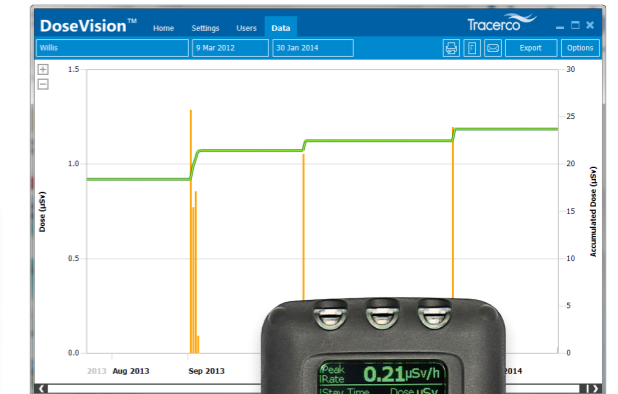 DoseVision™ Home Settings Users Data Tracerco
Willis 9 Mar 2012 30 Jan 2014 Export Options
1.5 30
25
1.0 20
Dose (µSv) 15 Accumulated Dose (µSv)
0.5 10
5
0.0 0
2013 Aug 2013 Sep 2013 2014
Peak Rate 0.21µSv/h
Stay Time Dose µSv